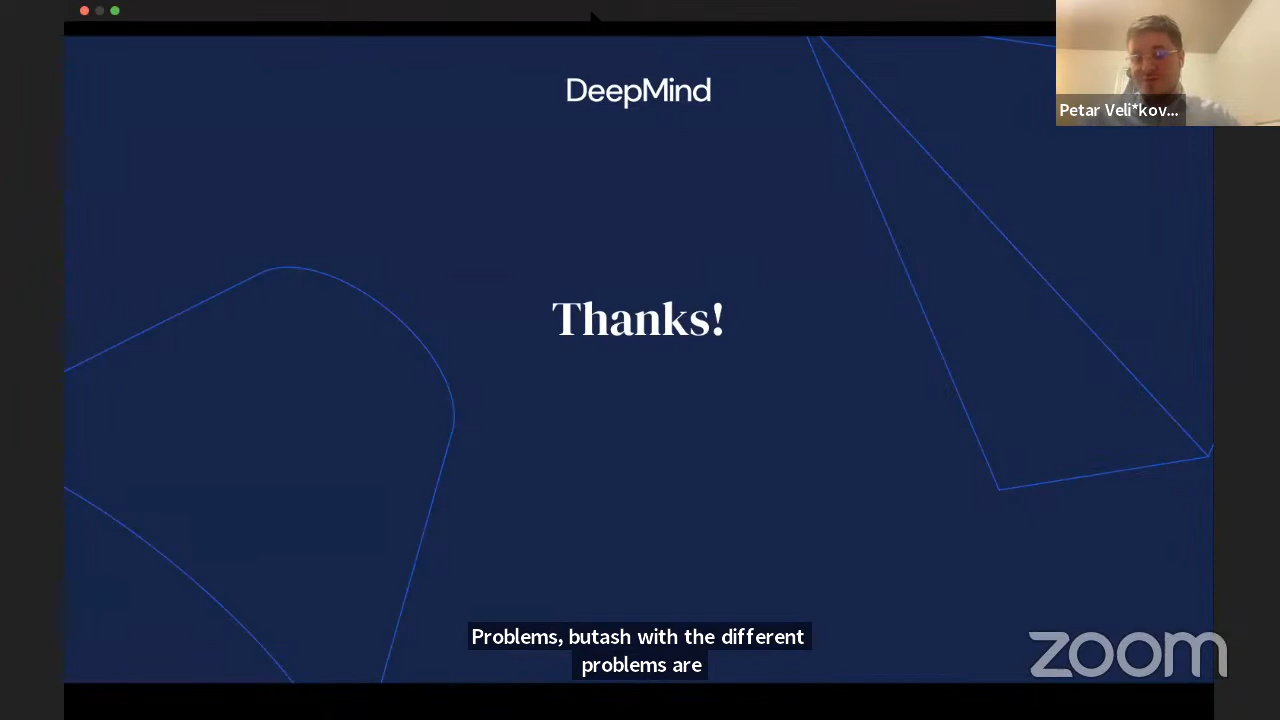 DeepMind
Petar Veli*kov...
Thanks!
Problems, butash with the different
problems are
zoom